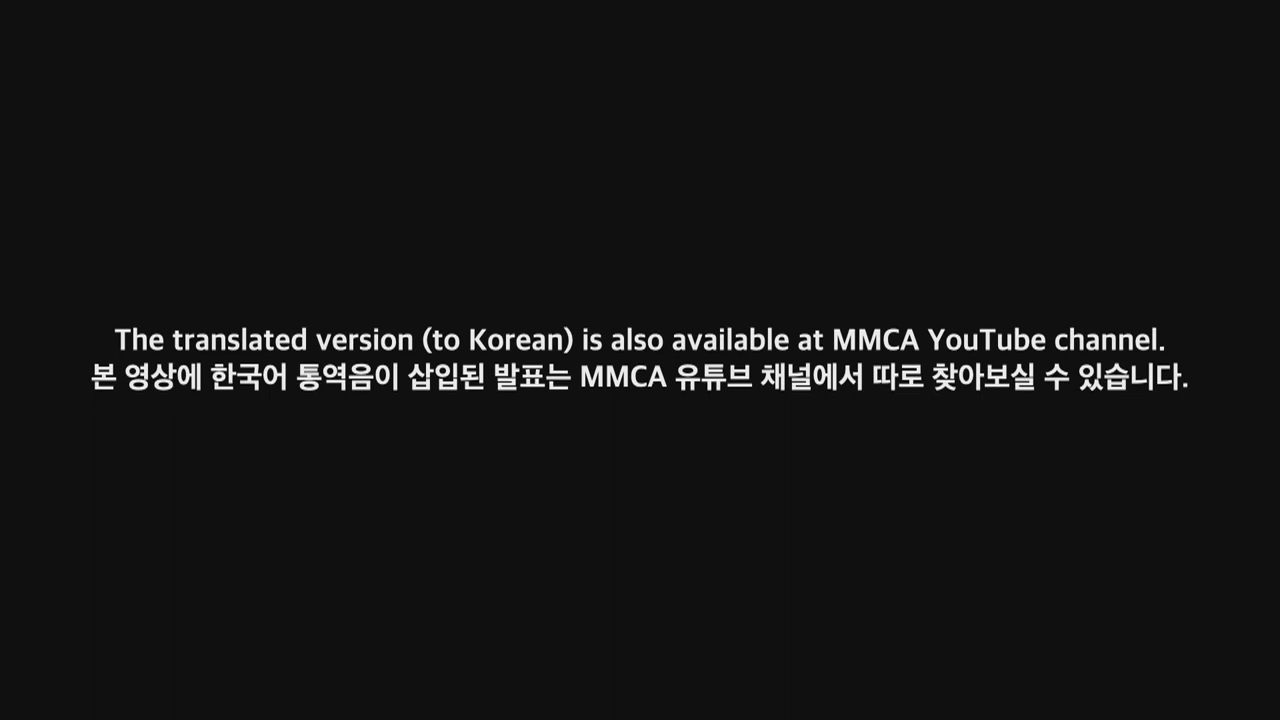 The translated version (to Korean) is also available at MMCA YouTube channel.
본 영상에 한국어 통역음이 삽입된 발표는 MMCA 유튜브 채널에서 따로 찾아보실 수 있습니다.